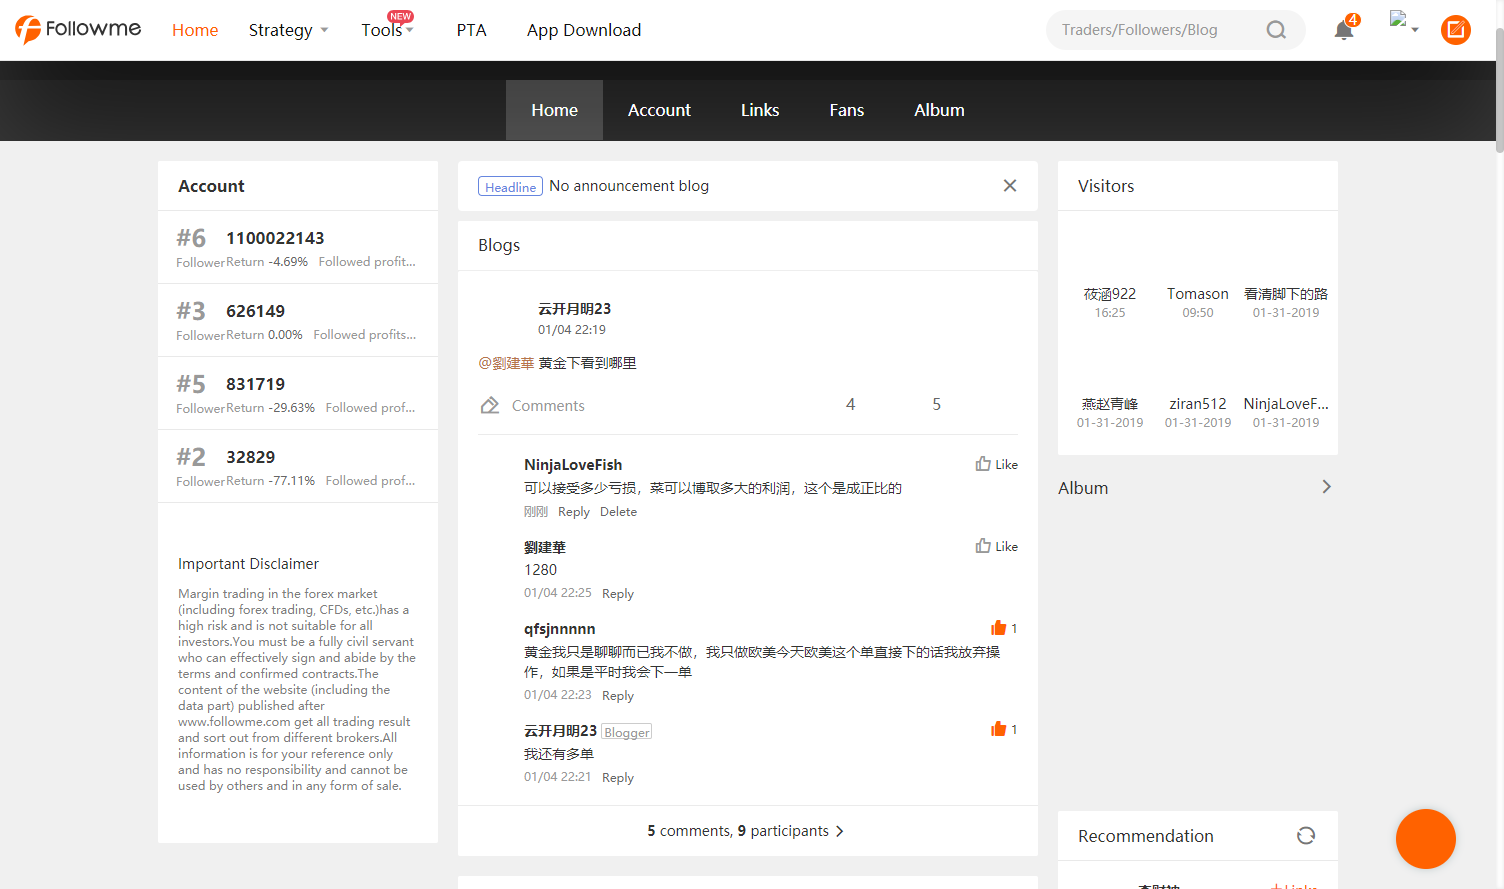 Followme
Home
Strategy
Tools
NEW
PTA
App Download
Traders/Followers/Blog
4
Home
Account
Links
Fans
Album
Account
#6 1100022143
Follower Return -4.69% Followed profit...
#3 626149
Follower Return 0.00% Followed profits...
#5 831719
Follower Return -29.63% Followed prof...
#2 32829
Follower Return -77.11% Followed prof...
Important Disclaimer
Margin trading in the forex market
(including forex trading, CFDs, etc.)has a
high risk and is not suitable for all
investors.You must be a fully civil servant
who can effectively sign and abide by the
terms and confirmed contracts.The
content of the website (including the
data part) published after
www.followme.com get all trading result
and sort out from different brokers.All
information is for your reference only
and has no responsibility and cannot be
used by others and in any form of sale.
Headline No announcement blog
Blogs
云开月明23
01/04 22:19
@劉建華 黄金下看到哪里
Comments
4
5
NinjaLoveFish
Like
可以接受多少亏损，菜可以博取多大的利润，这个是成正比的
刚刚 Reply Delete
劉建華
Like
1280
01/04 22:25 Reply
qfsjnnnnn
1
黄金我只是聊聊而已我不做，我只做欧美今天欧美这个单直接下的话我放弃操
作，如果是平时我会下一单
01/04 22:23 Reply
云开月明23 Blogger
1
我还有多单
01/04 22:21 Reply
5 comments, 9 participants
Visitors
莜涵922 Tomason 看清脚下的路
16:25 09:50 01-31-2019
燕赵青峰 ziran512 NinjaLoveF...
01-31-2019 01-31-2019 01-31-2019
Album
Recommendation